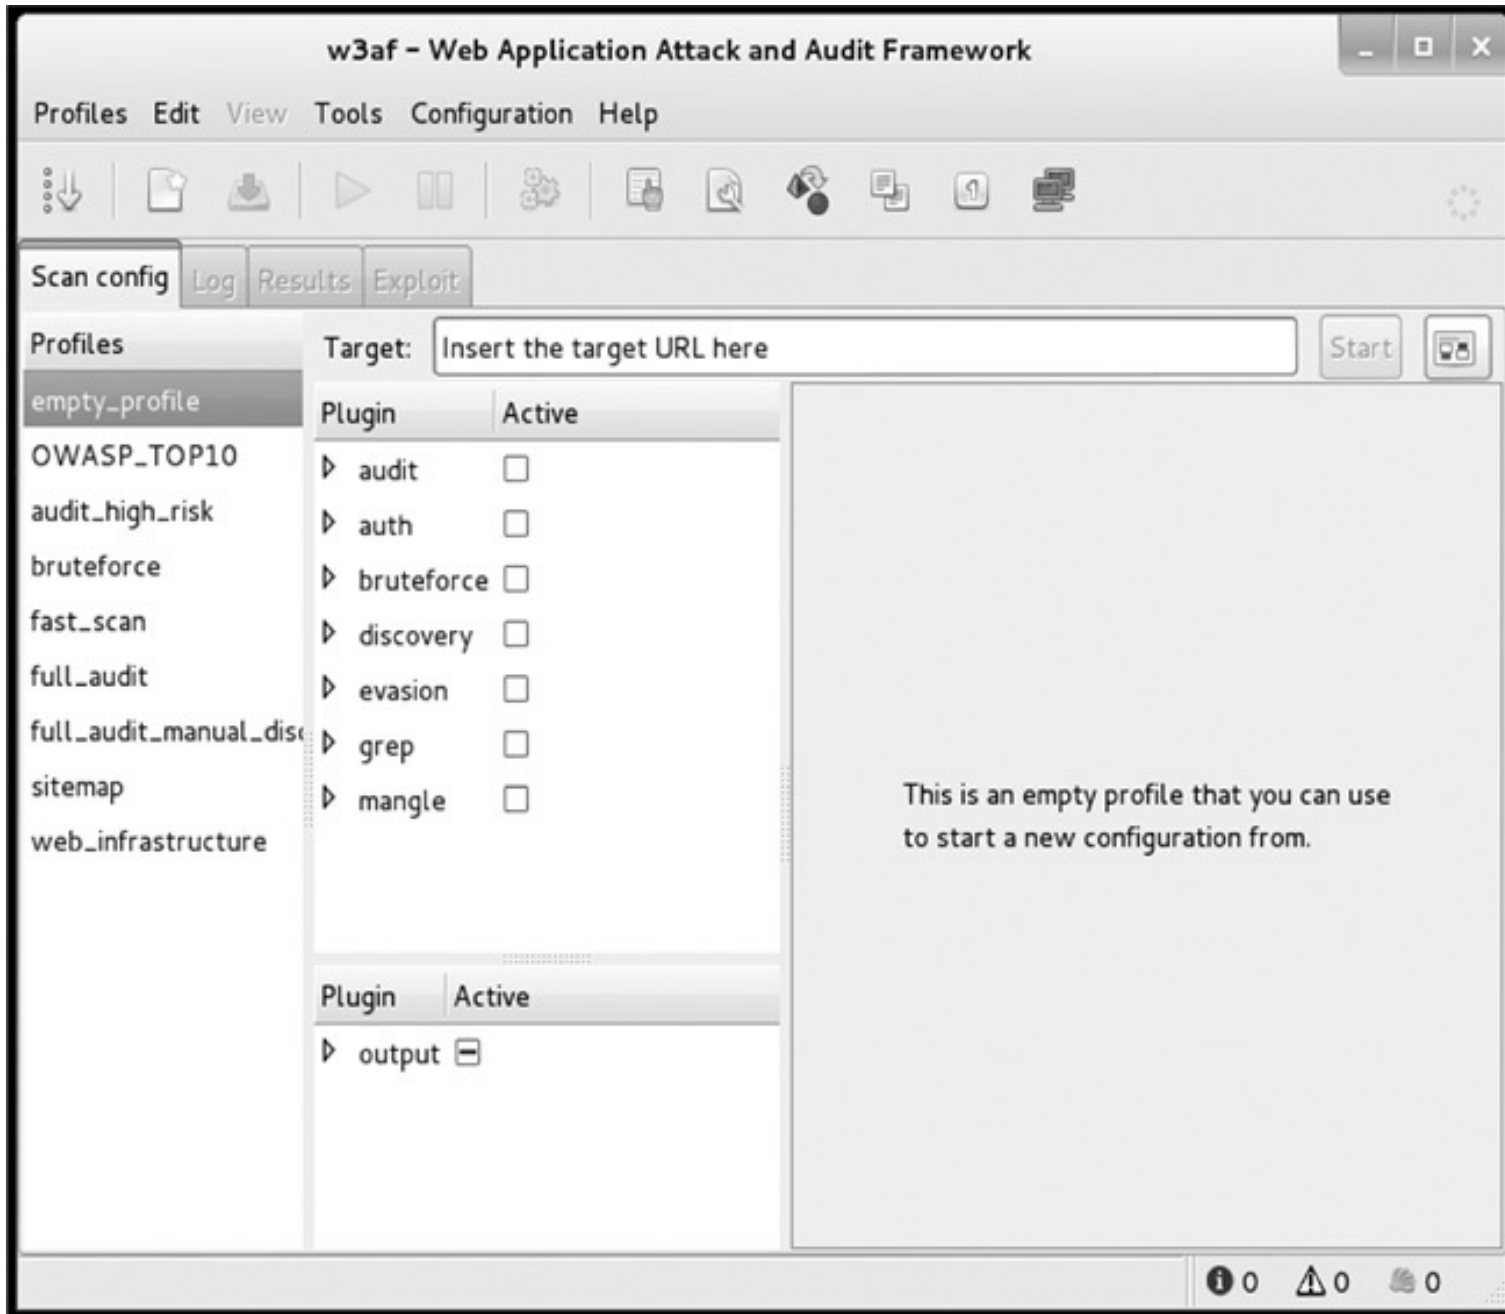 w3af – Web Application Attack and Audit Framework
Profiles Edit View Tools Configuration Help
Scan config Log Results Exploit
Profiles
empty_profile
OWASP_TOP10
audit_high_risk
bruteforce
fast_scan
full_audit
full_audit_manual_disc
sitemap
web_infrastructure
Target: Insert the target URL here Start
Plugin Active
audit
auth
bruteforce
discovery
evasion
grep
mangle
Plugin Active
output
This is an empty profile that you can use
to start a new configuration from.
0 0 0